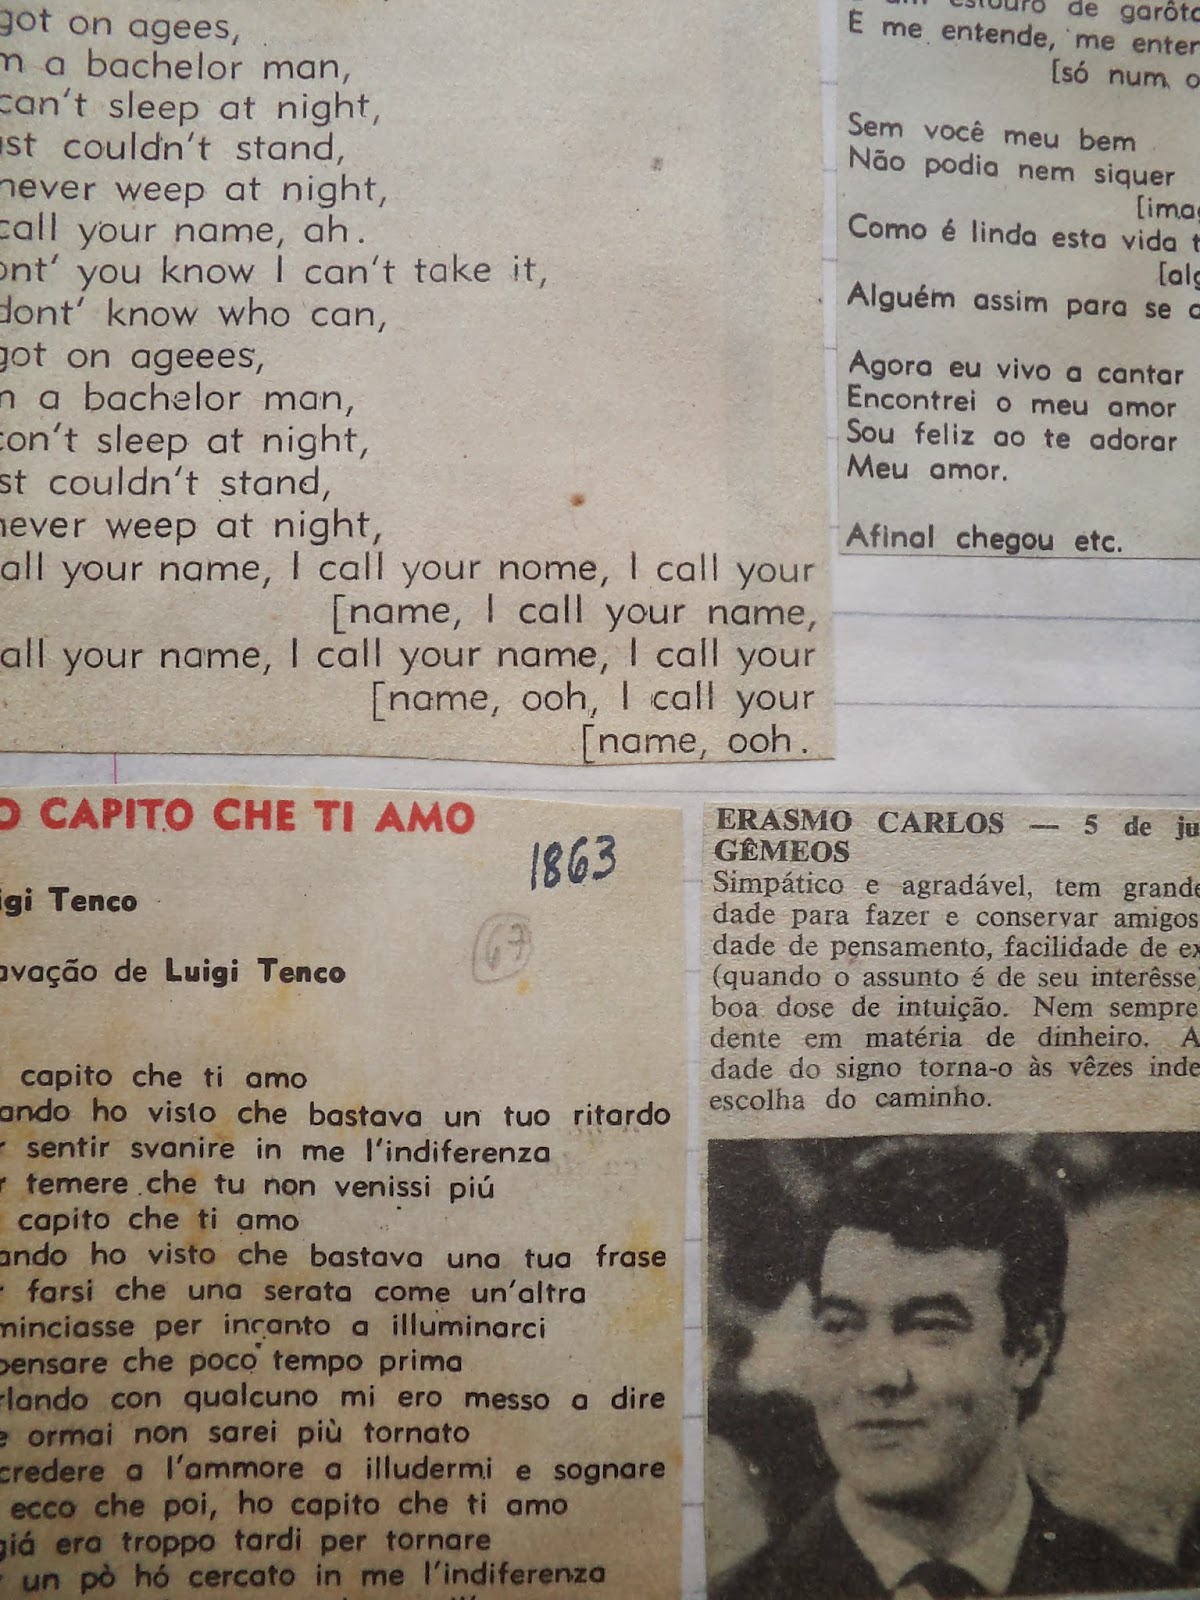 got on agees,
a bachelor man,
can't sleep at night,
couldn't stand,
never weep at night,
call your name, ah.
you know I can't take it,
dont' know who can,
got on ageees,
a bachelor man,
con't sleep at night,
couldn't stand,
never weep at night,
all your name, I call your nome, I call your
[name, I call your name,
all your name, I call your name, I call your
[name, ooh, I call your
[name, ooh.
estouro de garôto
E me entende, me enten
[só num o
Sem você meu bem
Não podia nem siquer
[imag
Como é linda esta vida t
[alg
Alguém assim para se a
Agora eu vivo a cantar
Encontrei o meu amor
Sou feliz ao te adorar
Meu amor.
Afinal chegou etc.
O CAPITO CHE TI AMO
1863
igi Tenco
67
avação de Luigi Tenco
capito che ti amo
ando ho visto che bastava un tuo ritardo
sentir svanire in me l'indiferenza
temere che tu non venissi piú
capito che ti amo
ando ho visto che bastava una tua frase
farsi che una serata come un'altra
minciasse per incanto a illuminarci
pensare che poco tempo prima
rlando con qualcuno mi ero messo a dire
e ormai non sarei più tornato
credere a l'ammore a illudermi e sognare
ecco che poi, ho capito che ti amo
giá era troppo tardi per tornare
un pò hó cercato in me l'indiferenza
ERASMO CARLOS — 5 de ju
GÊMEOS
Simpático e agradável, tem grande
dade para fazer e conservar amigos
dade de pensamento, facilidade de ex
(quando o assunto é de seu interêsse)
boa dose de intuição. Nem sempre
dente em matéria de dinheiro. A
dade do signo torna-o às vêzes inde
escolha do caminho.